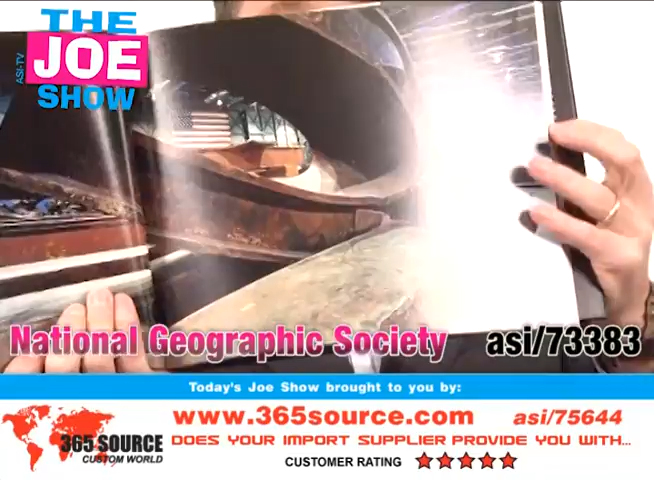 THE
JOE
SHOW
ASI-TV
National Geographic Society asi/73383
Today's Joe Show brought to you by:
www.365source.com asi/75644
365 SOURCE
CUSTOM WORLD
DOES YOUR IMPORT SUPPLIER PROVIDE YOU WITH...
CUSTOMER RATING